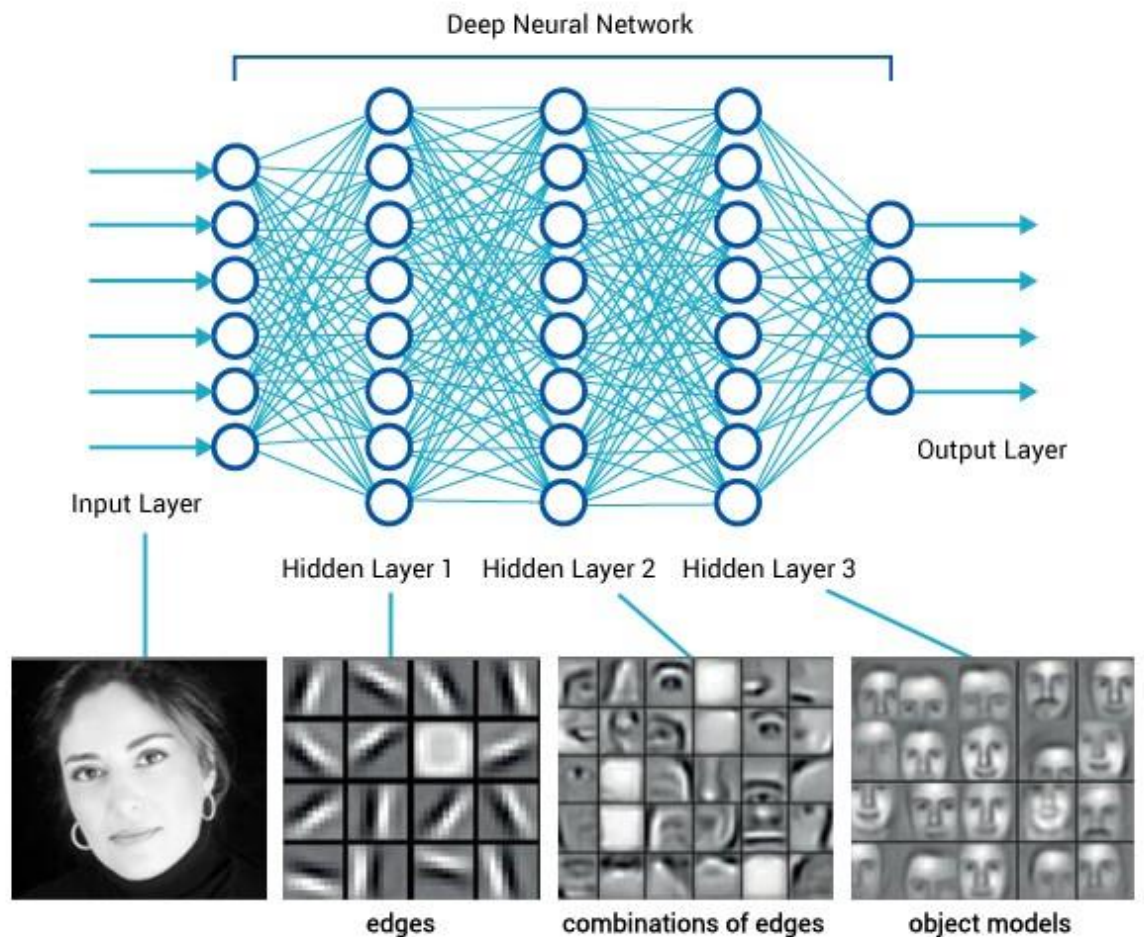 Deep Neural Network
Output Layer
Input Layer
Hidden Layer 1
Hidden Layer 2
Hidden Layer 3
edges
combinations of edges
object models